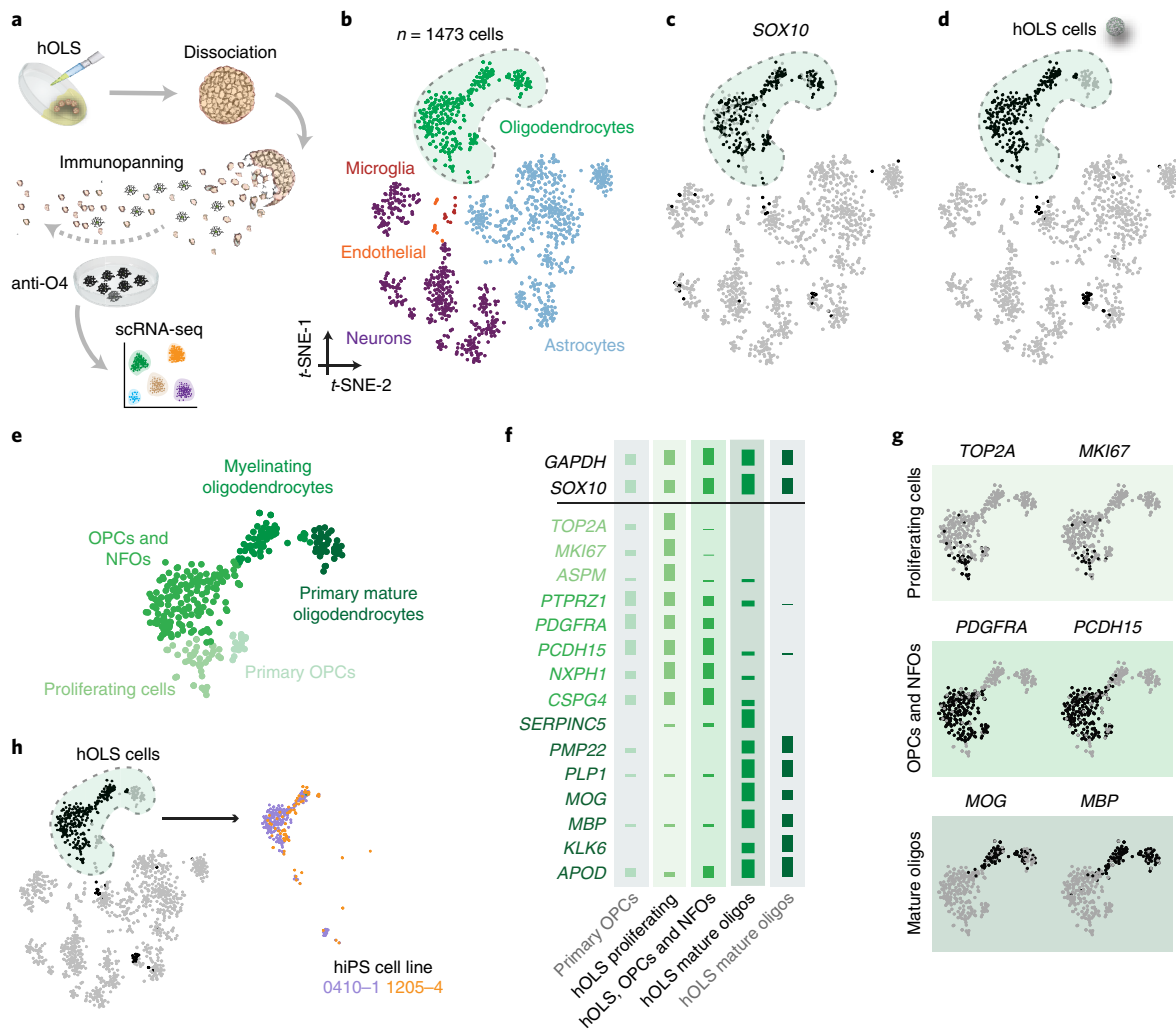 a
hOLS
Dissociation
Immunopanning
anti-O4
scRNA-seq
b
n = 1473 cells
Oligodendrocytes
Microglia
Endothelial
Neurons
Astrocytes
t-SNE-1
t-SNE-2
c
SOX10
d
hOLS cells
e
Myelinating
oligodendrocytes
OPCs and
NFOs
Primary mature
oligodendrocytes
Primary OPCs
Proliferating cells
f
GAPDH
SOX10
TOP2A
MKI67
ASPM
PTPRZ1
PDGFRA
PCDH15
NXPH1
CSPG4
SERPINC5
PMP22
PLP1
MOG
MBP
KLK6
APOD
Primary OPCs
hOLS proliferating
hOLS, OPCs and NFOs
hOLS mature oligos
hOLS mature oligos
g
TOP2A MKI67
Proliferating cells
PDGFRA PCDH15
OPCs and NFOs
MOG MBP
Mature oligos
h
hOLS cells
hiPS cell line
0410–1 1205–4